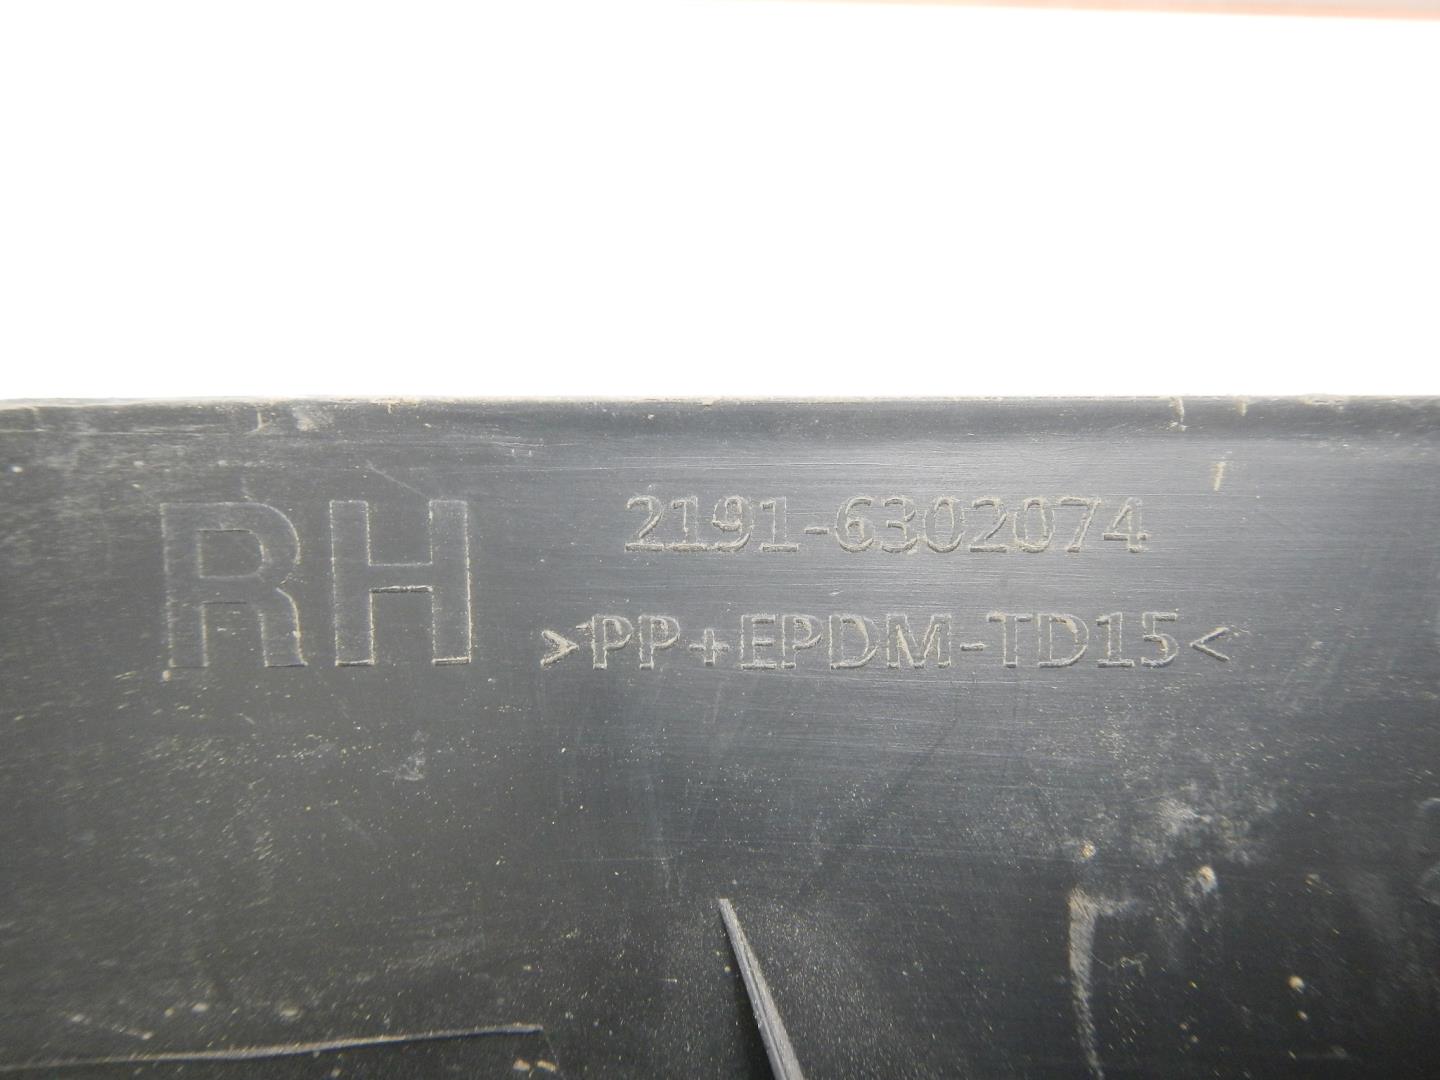 RH
2191-6302074
>PP+EPDM-TD15<